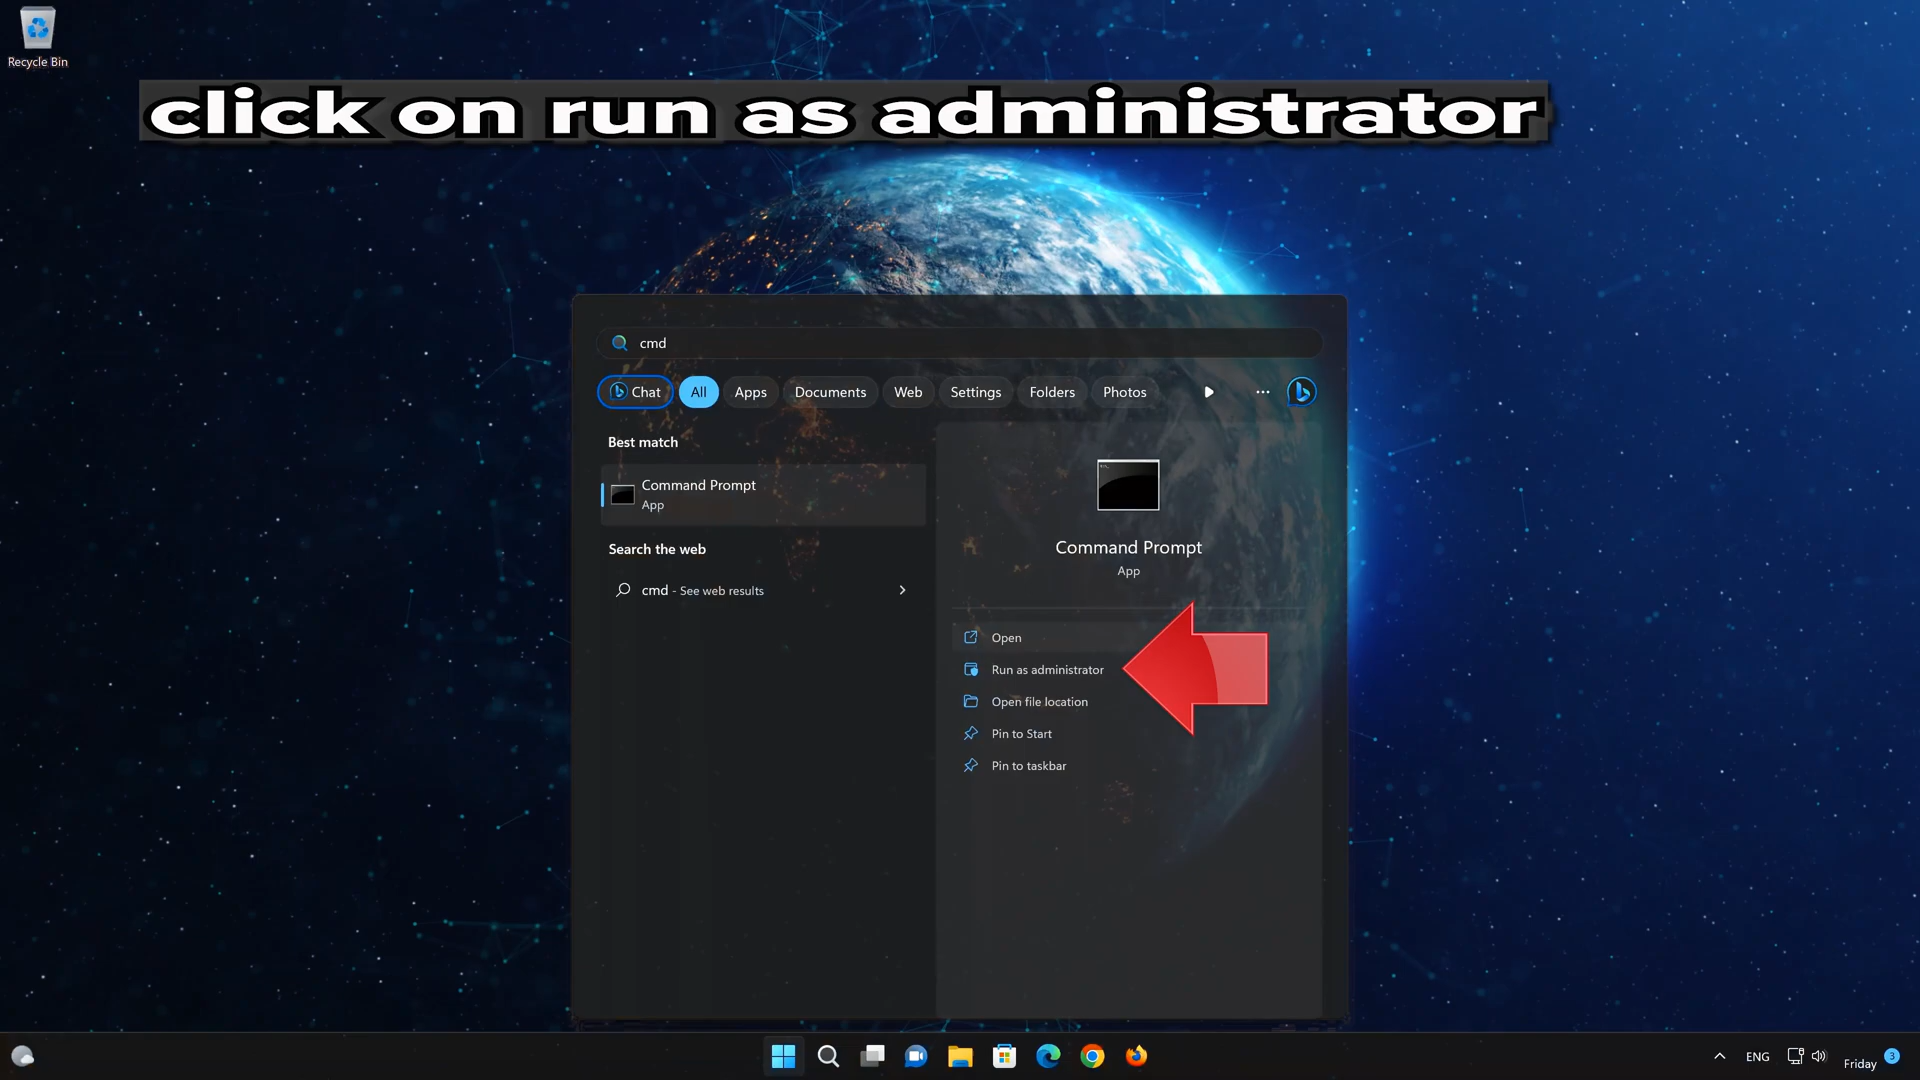 Recycle Bin
click on run as administrator
cmd
Chat
All
Apps
Documents
Web
Settings
Folders
Photos
Best match
Command Prompt
App
Search the web
cmd - See web results
Command Prompt
App
Open
Run as administrator
Open file location
Pin to Start
Pin to taskbar
ENG
Friday
3